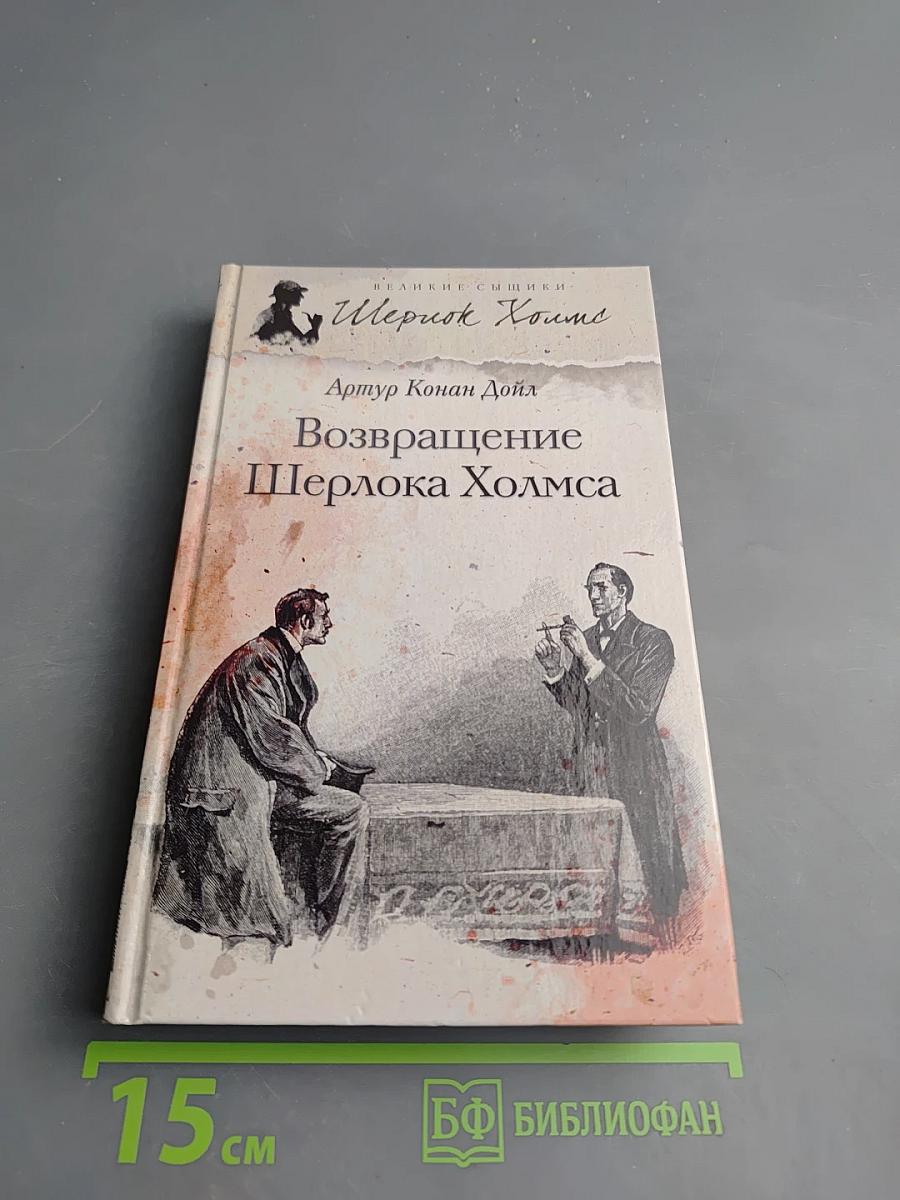 ВЕЛИКИЕ СЫЩИКИ
Шерлок Холмс
Артур Конан Дойл
Возвращение
Шерлока Холмса
15 см
БФ БИБЛИОФАН